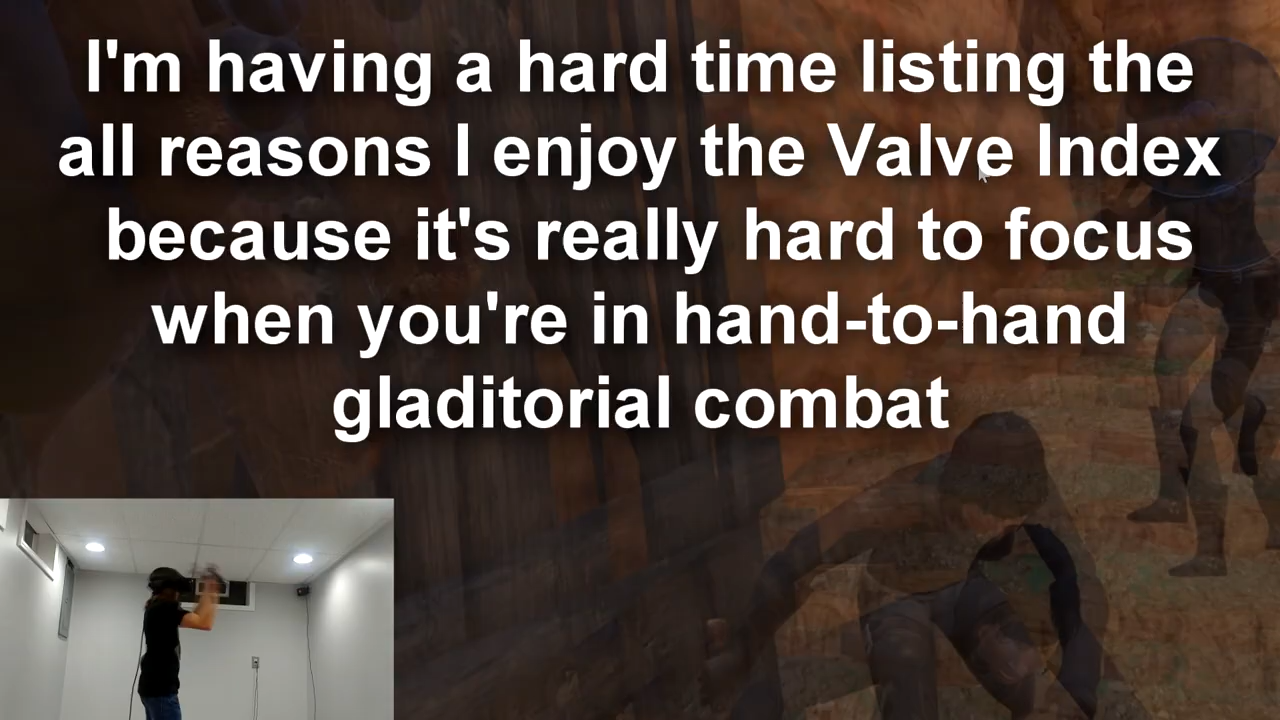 I'm having a hard time listing the
all reasons I enjoy the Valve Index
because it's really hard to focus
when you're in hand-to-hand
gladitorial combat